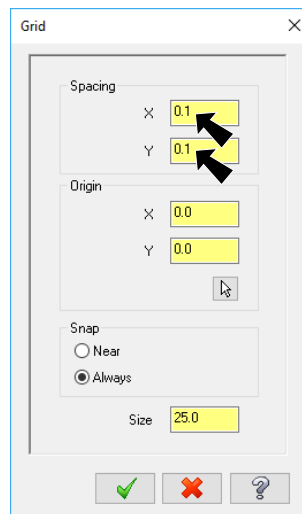 Grid
Spacing
X 0.1
Y 0.1
Origin
X 0.0
Y 0.0
Snap
Near
Always
Size 25.0